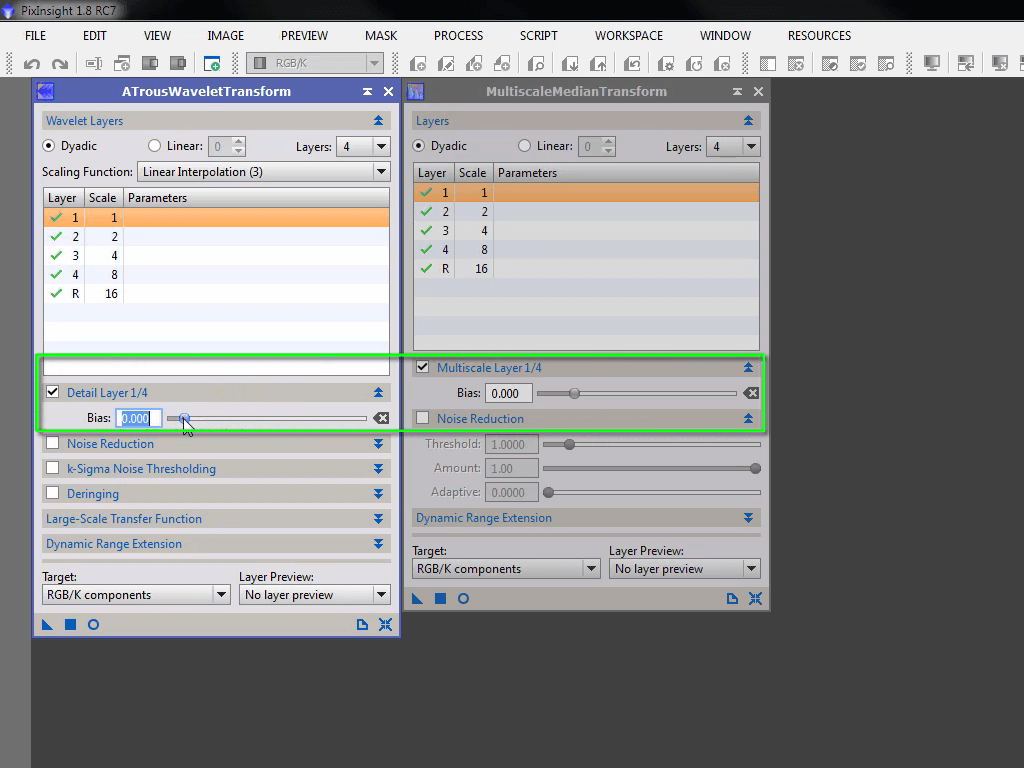 PixInsight 1.8 RC7
FILE EDIT VIEW IMAGE PREVIEW MASK PROCESS SCRIPT WORKSPACE WINDOW RESOURCES
RGB/K
ATrousWaveletTransform
Wavelet Layers
Dyadic Linear: 0 Layers: 4
Scaling Function: Linear Interpolation (3)
Layer Scale Parameters
1 1
2 2
3 4
4 8
R 16
Detail Layer 1/4
Bias: 0.000
Noise Reduction
k-Sigma Noise Thresholding
Deringing
Large-Scale Transfer Function
Dynamic Range Extension
Target: Layer Preview:
RGB/K components No layer preview
MultiscaleMedianTransform
Layers
Dyadic Linear: 0 Layers: 4
Layer Scale Parameters
1 1
2 2
3 4
4 8
R 16
Multiscale Layer 1/4
Bias: 0.000
Noise Reduction
Threshold: 1.0000
Amount: 1.00
Adaptive: 0.0000
Dynamic Range Extension
Target: Layer Preview:
RGB/K components No layer preview